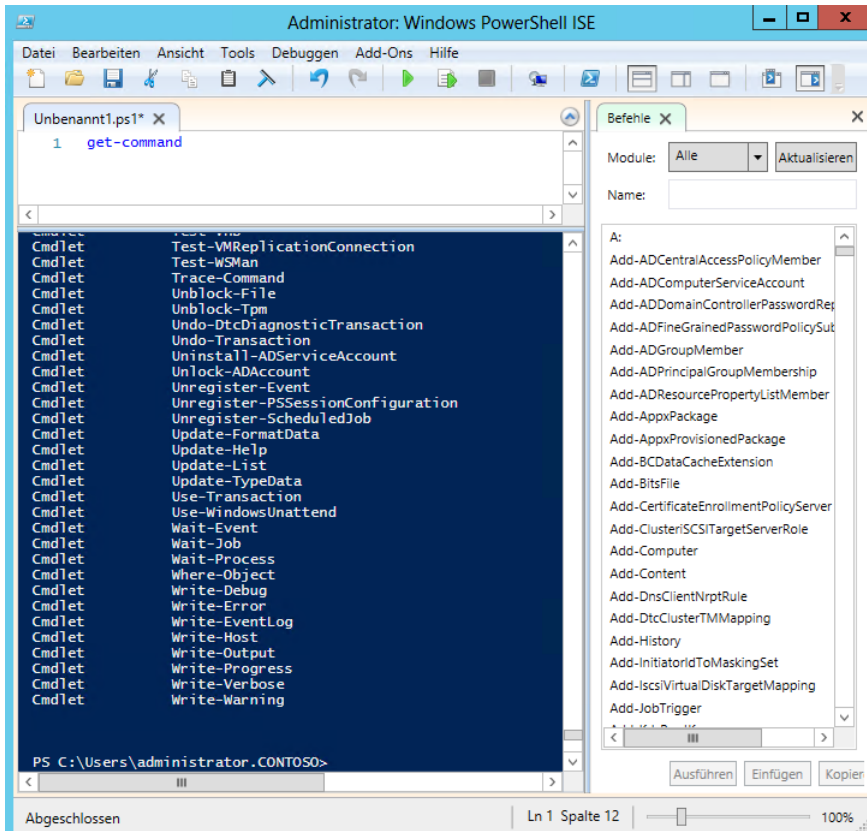 Administrator: Windows PowerShell ISE
Datei Bearbeiten Ansicht Tools Debuggen Add-Ons Hilfe
Unbenannt1.ps1*
1 get-command
Cmdlet Test-VHD
Cmdlet Test-VMReplicationConnection
Cmdlet Test-WSMan
Cmdlet Trace-Command
Cmdlet Unblock-File
Cmdlet Unblock-Tpm
Cmdlet Undo-DtcDiagnosticTransaction
Cmdlet Undo-Transaction
Cmdlet Uninstall-ADServiceAccount
Cmdlet Unlock-ADAccount
Cmdlet Unregister-Event
Cmdlet Unregister-PSSessionConfiguration
Cmdlet Unregister-ScheduledJob
Cmdlet Update-FormatData
Cmdlet Update-Help
Cmdlet Update-List
Cmdlet Update-TypeData
Cmdlet Use-Transaction
Cmdlet Use-WindowsUnattend
Cmdlet Wait-Event
Cmdlet Wait-Job
Cmdlet Wait-Process
Cmdlet Where-Object
Cmdlet Write-Debug
Cmdlet Write-Error
Cmdlet Write-EventLog
Cmdlet Write-Host
Cmdlet Write-Output
Cmdlet Write-Progress
Cmdlet Write-Verbose
Cmdlet Write-Warning
PS C:\Users\administrator.CONTOSO>
Befehle
Module: Alle Aktualisieren
Name:
A:
Add-ADCentralAccessPolicyMember
Add-ADComputerServiceAccount
Add-ADDomainControllerPasswordRep
Add-ADFineGrainedPasswordPolicySub
Add-ADGroupMember
Add-ADPrincipalGroupMembership
Add-ADResourcePropertyListMember
Add-AppxPackage
Add-AppxProvisionedPackage
Add-BCDataCacheExtension
Add-BitsFile
Add-CertificateEnrollmentPolicyServer
Add-ClusteriSCSITargetServerRole
Add-Computer
Add-Content
Add-DnsClientNrptRule
Add-DtcClusterTMMapping
Add-History
Add-InitiatorIdToMaskingSet
Add-IscsiVirtualDiskTargetMapping
Add-JobTrigger
Ausführen Einfügen Kopier
Abgeschlossen Ln 1 Spalte 12 100%